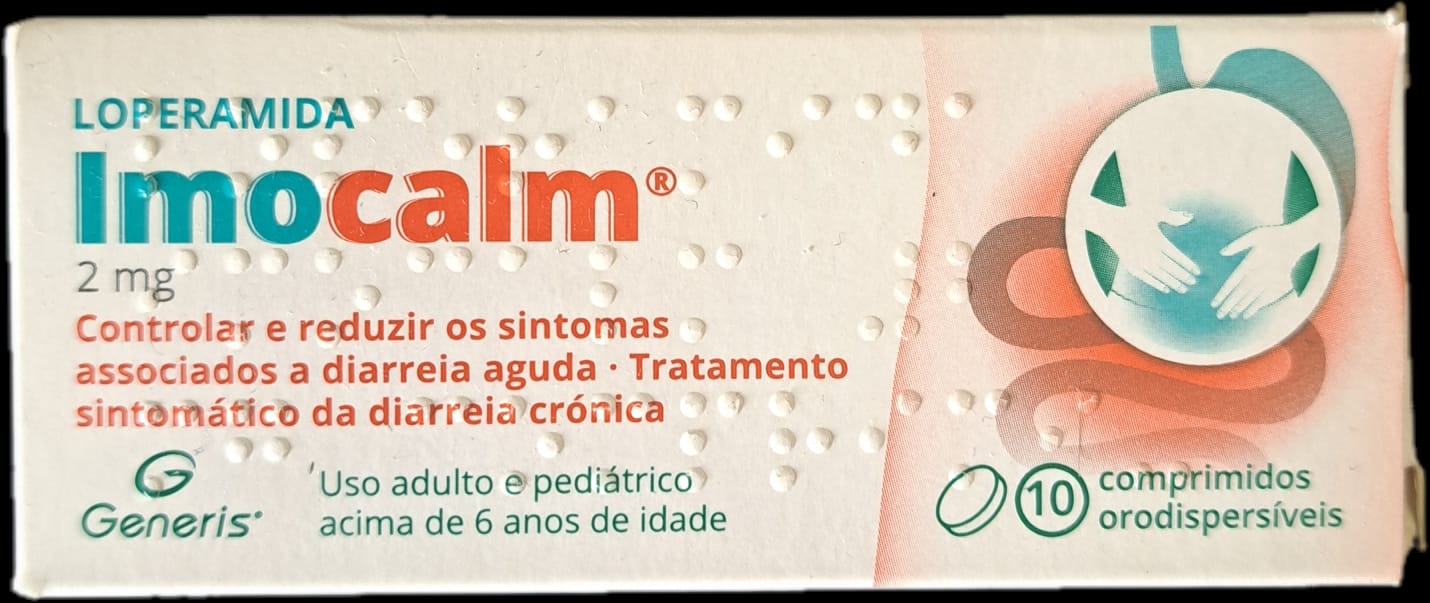 LOPERAMIDA
Imocalm®
2 mg
Controlar e reduzir os sintomas
associados a diarreia aguda · Tratamento
sintomático da diarreia crónica
Generis®
Uso adulto e pediátrico
acima de 6 anos de idade
10 comprimidos
orodispersíveis